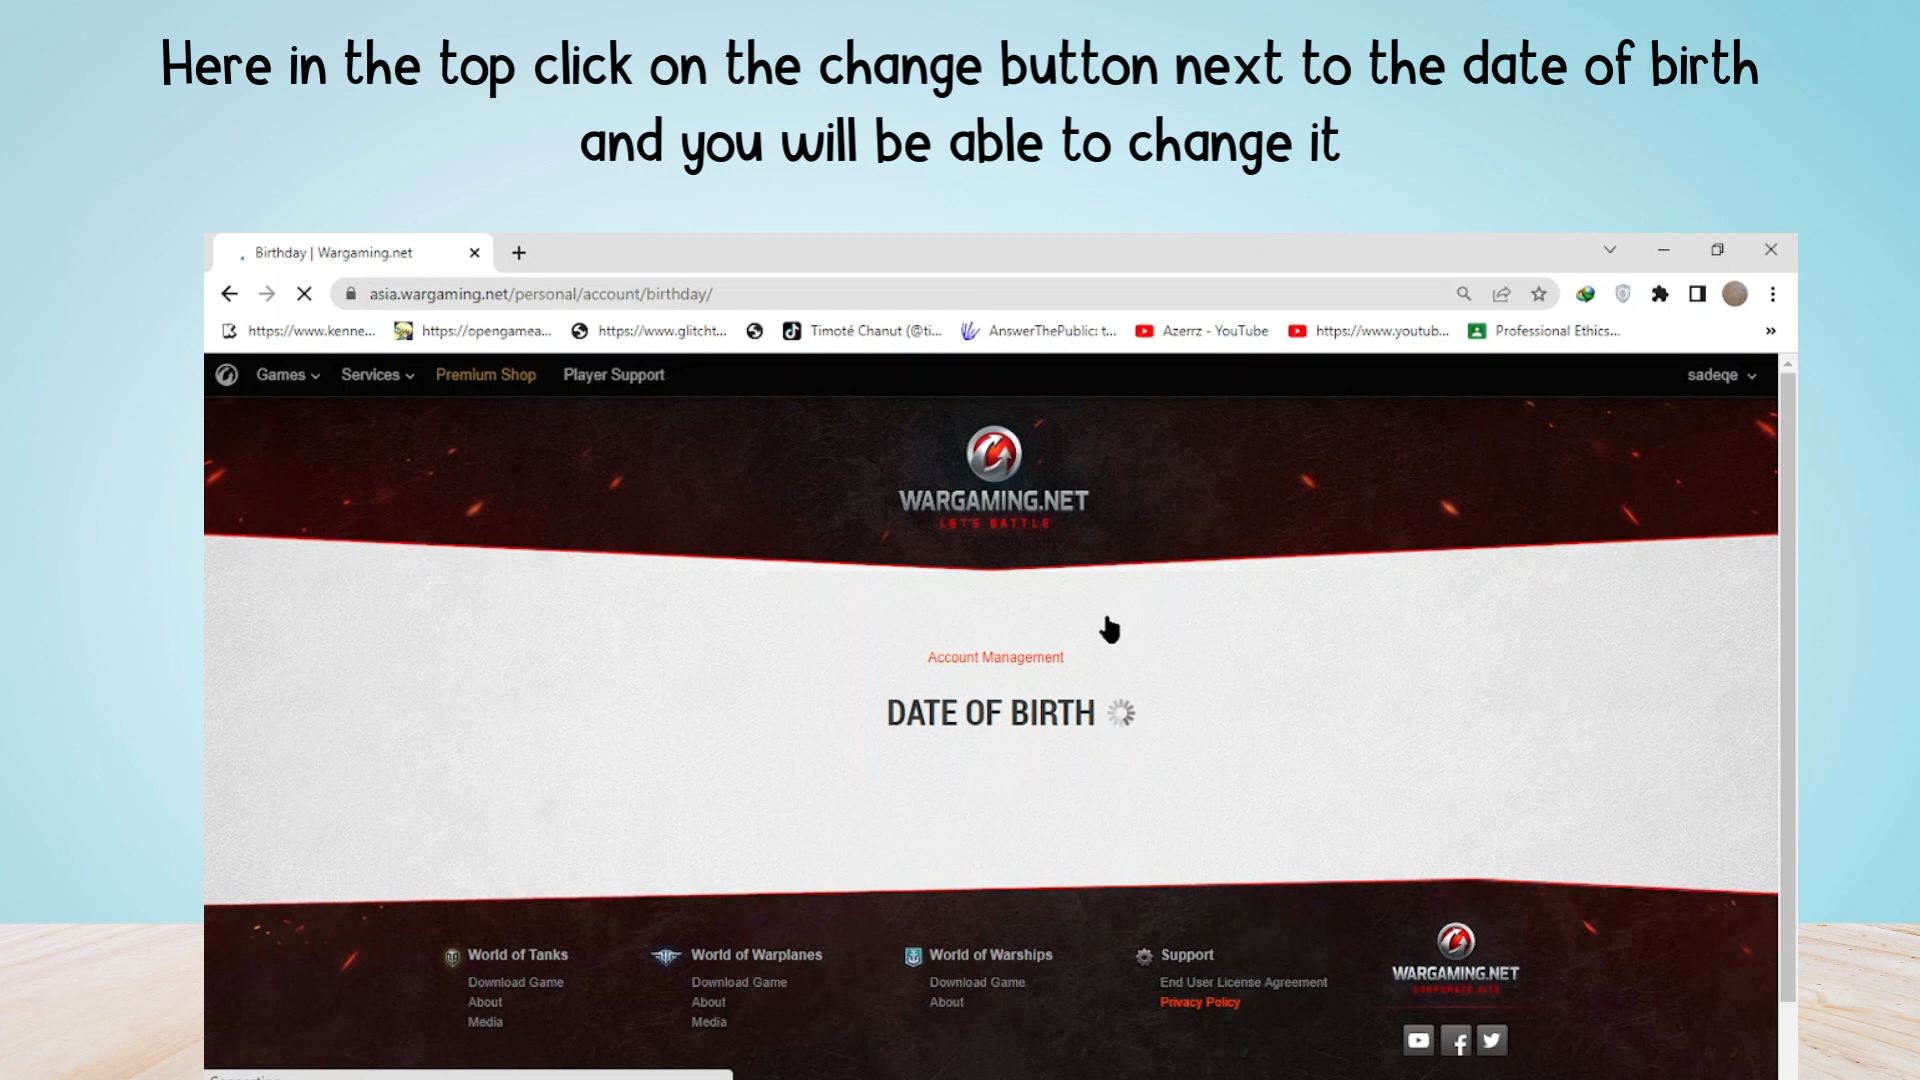 Here in the top click on the change button next to the date of birth
and you will be able to change it
Birthday | Wargaming.net
asia.wargaming.net/personal/account/birthday/
https://www.kenne... https://opengamea... https://www.glitcht... Timoté Chanut (@ti... AnswerThePublic: t... Azerrz - YouTube https://www.youtub... Professional Ethics... »
Games Services Premium Shop Player Support sadeqe
WARGAMING.NET
LET'S BATTLE
Account Management
DATE OF BIRTH
World of Tanks World of Warplanes World of Warships Support
Download Game Download Game Download Game End User License Agreement
About About About Privacy Policy
Media Media
WARGAMING.NET
CORPORATE SITE